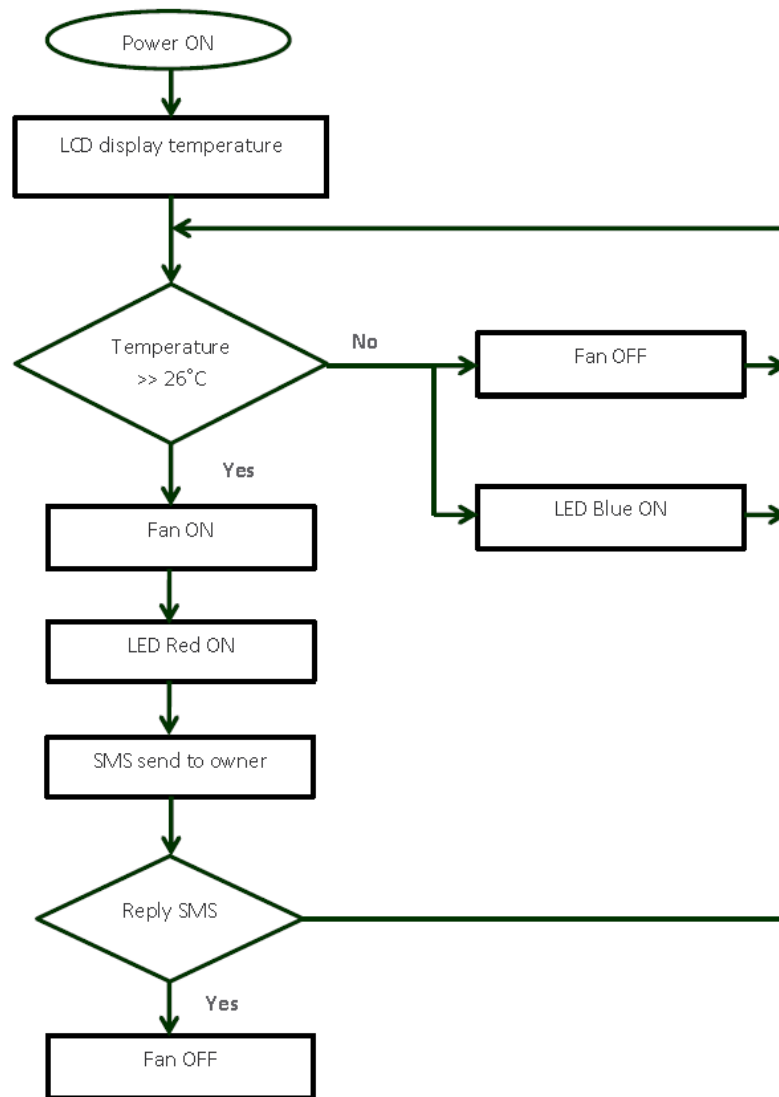 Power ON
LCD display temperature
Temperature
>> 26°C
No
Fan OFF
Yes
LED Blue ON
Fan ON
LED Red ON
SMS send to owner
Reply SMS
Yes
Fan OFF